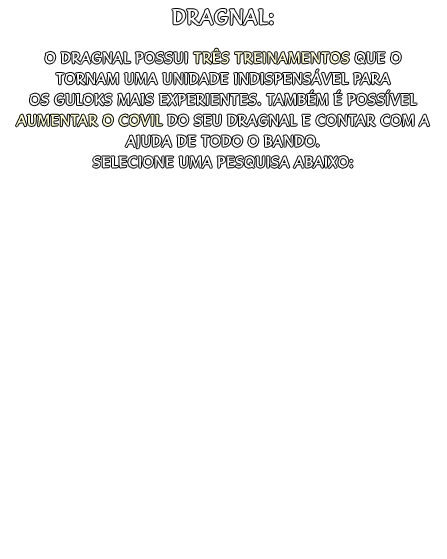 DRAGNAL:
O DRAGNAL POSSUI TRÊS TREINAMENTOS QUE O
TORNAM UMA UNIDADE INDISPENSÁVEL PARA
OS GULOKS MAIS EXPERIENTES. TAMBÉM É POSSÍVEL
AUMENTAR O COVIL DO SEU DRAGNAL E CONTAR COM A
AJUDA DE TODO O BANDO.
SELECIONE UMA PESQUISA ABAIXO: